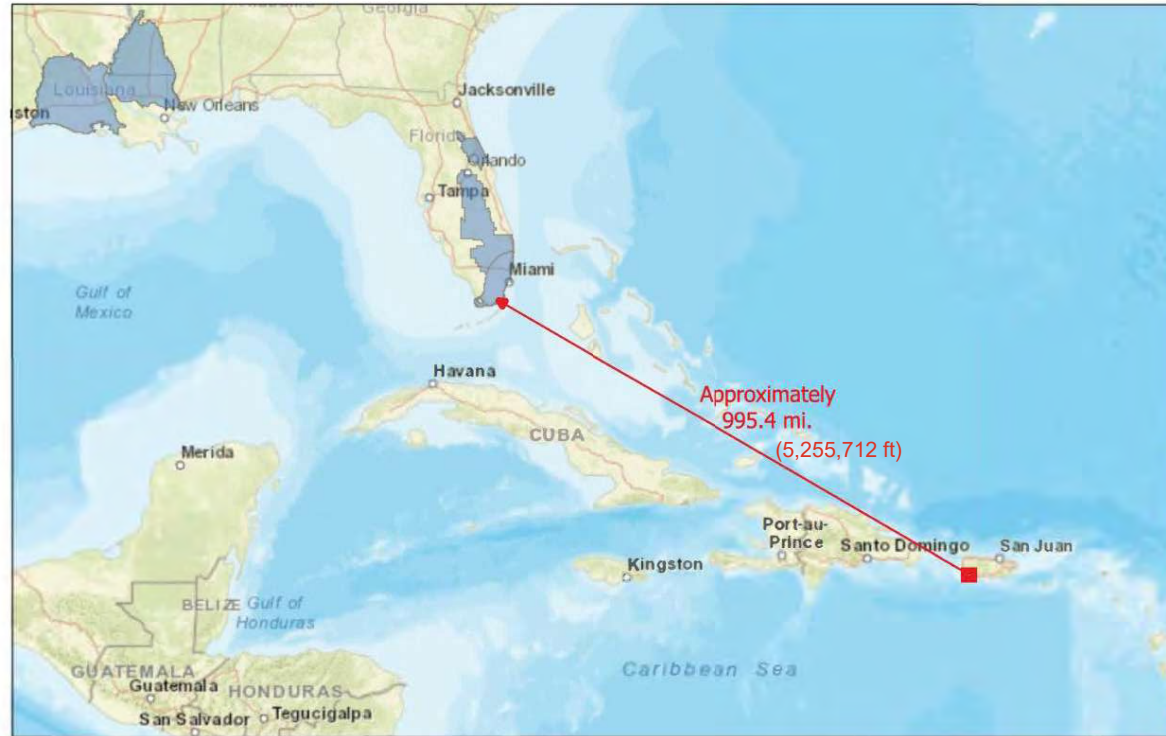 Georgia
Jacksonville
Louisiana
New Orleans
ston
Florida
Orlando
Tampa
Miami
Gulf of
Mexico
Havana
Approximately
995.4 mi.
(5,255,712 ft)
CUBA
Merida
Port-au-
Prince
Santo Domingo
San Juan
Kingston
BELIZE
Gulf of
Honduras
Caribbean Sea
GUATEMALA
Guatemala
HONDURAS
San Salvador
Tegucigalpa